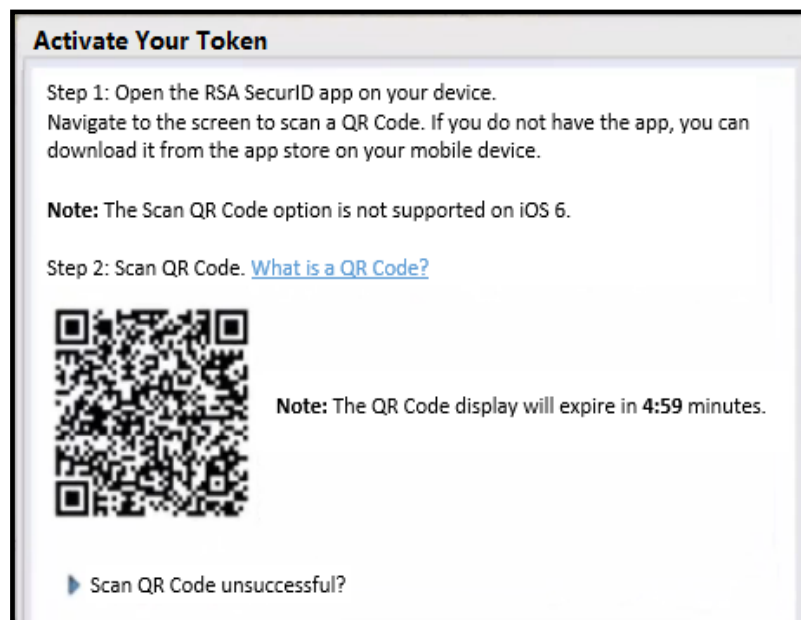 Activate Your Token
Step 1: Open the RSA SecurID app on your device.
Navigate to the screen to scan a QR Code. If you do not have the app, you can
download it from the app store on your mobile device.
Note: The Scan QR Code option is not supported on iOS 6.
Step 2: Scan QR Code. What is a QR Code?
Note: The QR Code display will expire in 4:59 minutes.
Scan QR Code unsuccessful?